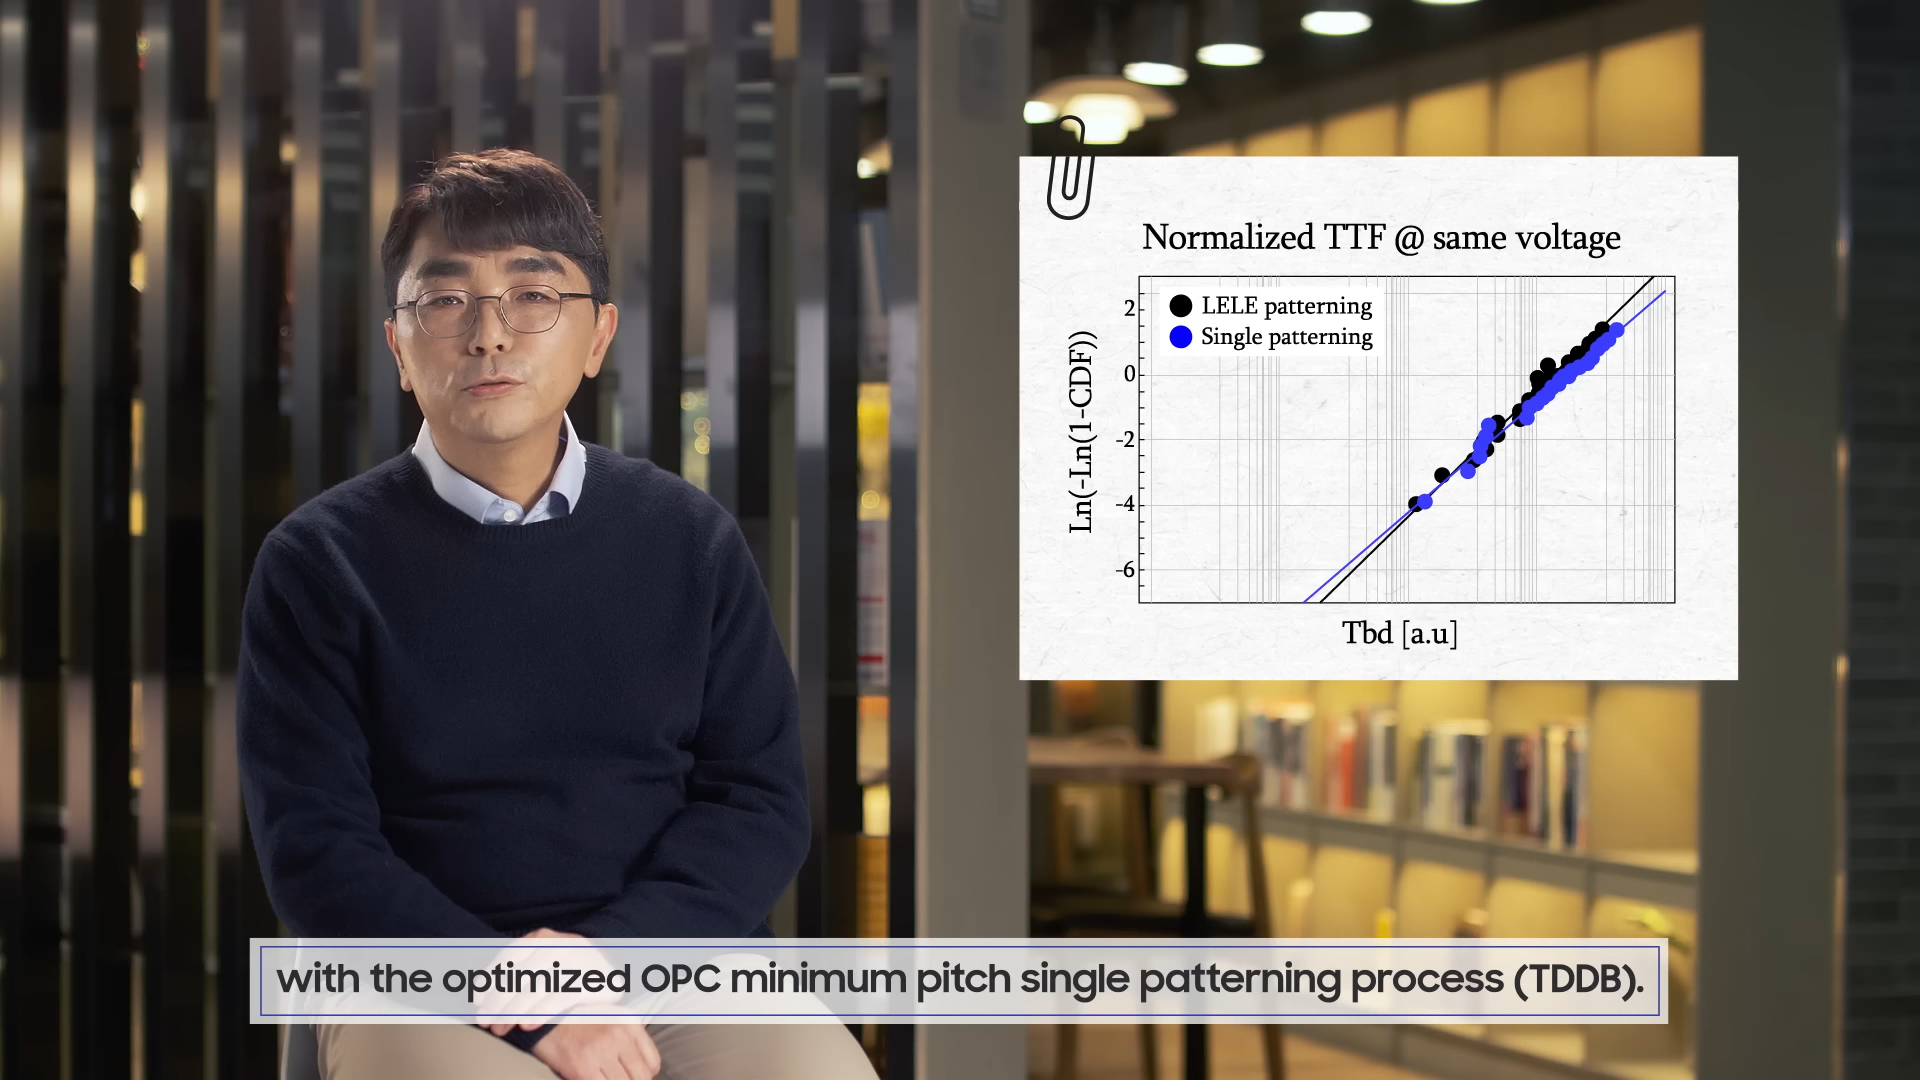 Normalized TTF @ same voltage
LELE patterning
Single patterning
2
0
-2
-4
-6
Ln(-Ln(1-CDF))
Tbd [a.u]
with the optimized OPC minimum pitch single patterning process (TDDB).